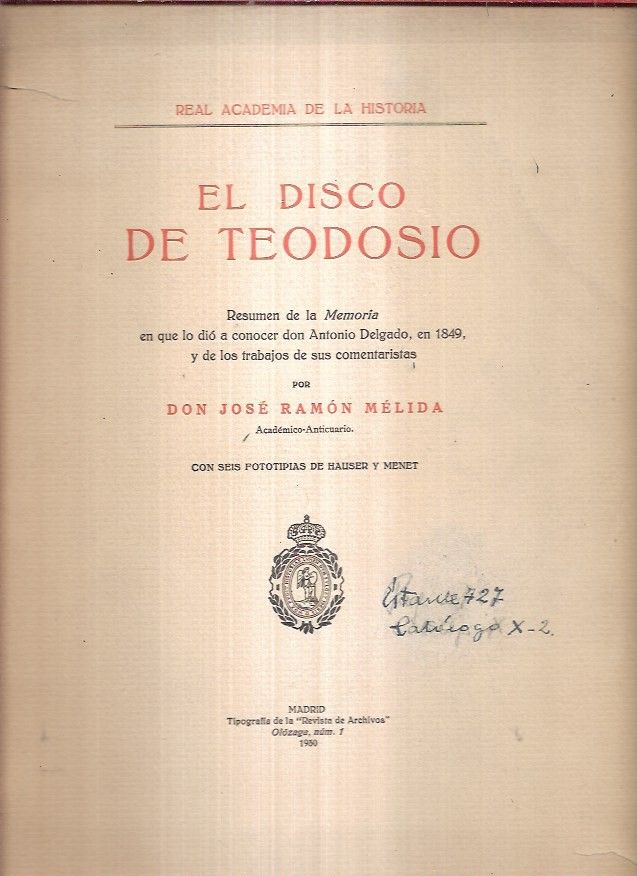 REAL ACADEMIA DE LA HISTORIA
EL DISCO
DE TEODOSIO
Resumen de la Memoria
en que lo dió a conocer don Antonio Delgado, en 1849,
y de los trabajos de sus comentaristas
POR
DON JOSÉ RAMÓN MÉLIDA
Académico-Anticuario.
CON SEIS FOTOTIPIAS DE HAUSER Y MENET
Estante 727
Catálogo X-2.
MADRID
Tipografía de la "Revista de Archivos"
Olózaga, núm. 1
1930